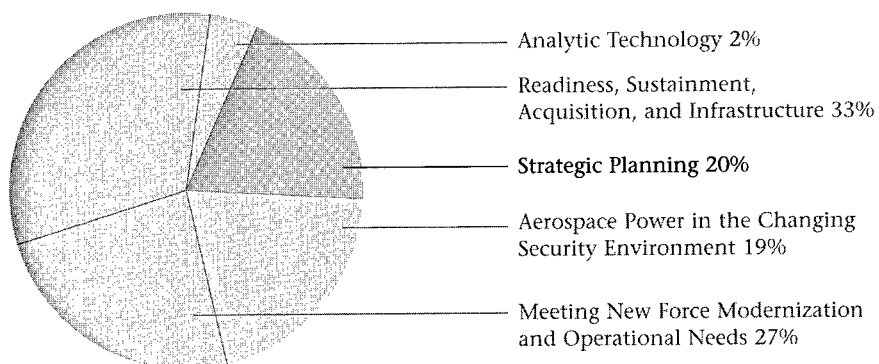 Analytic Technology 2%
Readiness, Sustainment,
Acquisition, and Infrastructure 33%
Strategic Planning 20%
Aerospace Power in the Changing
Security Environment 19%
Meeting New Force Modernization
and Operational Needs 27%